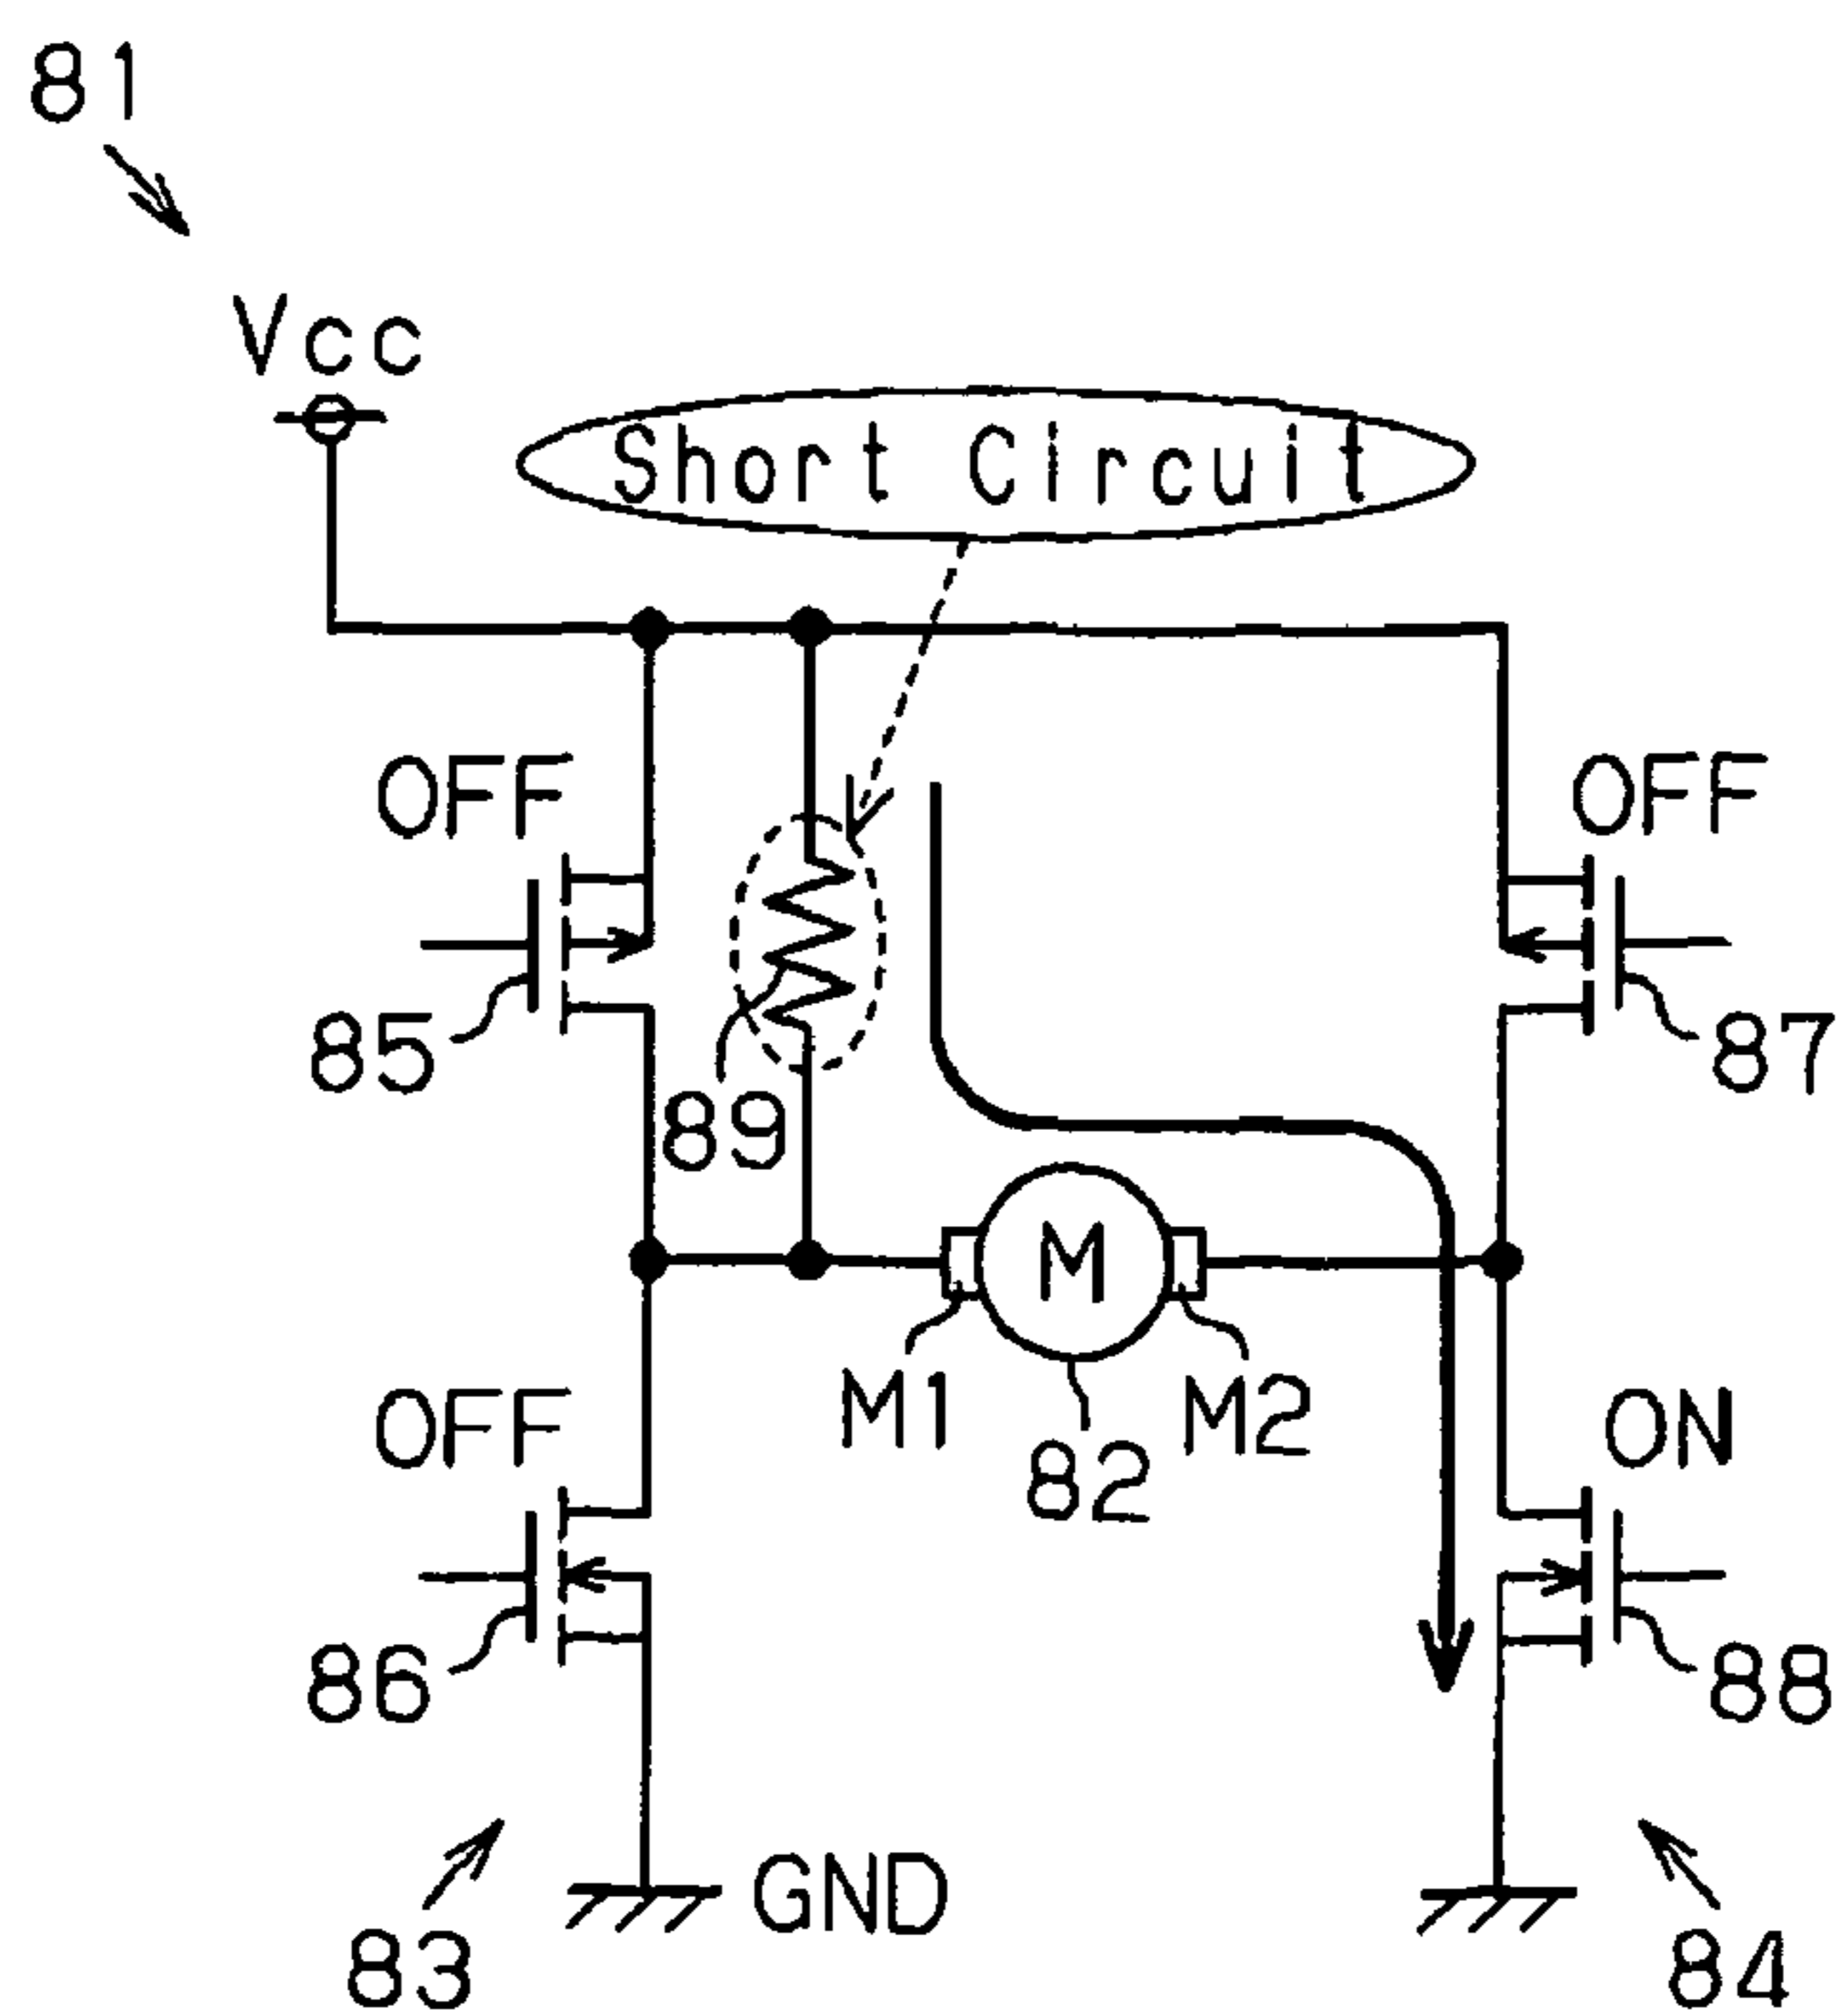 81
Vcc
Short Circuit
OFF
OFF
85
87
89
M
M1
M2
82
OFF
ON
86
88
GND
83
84